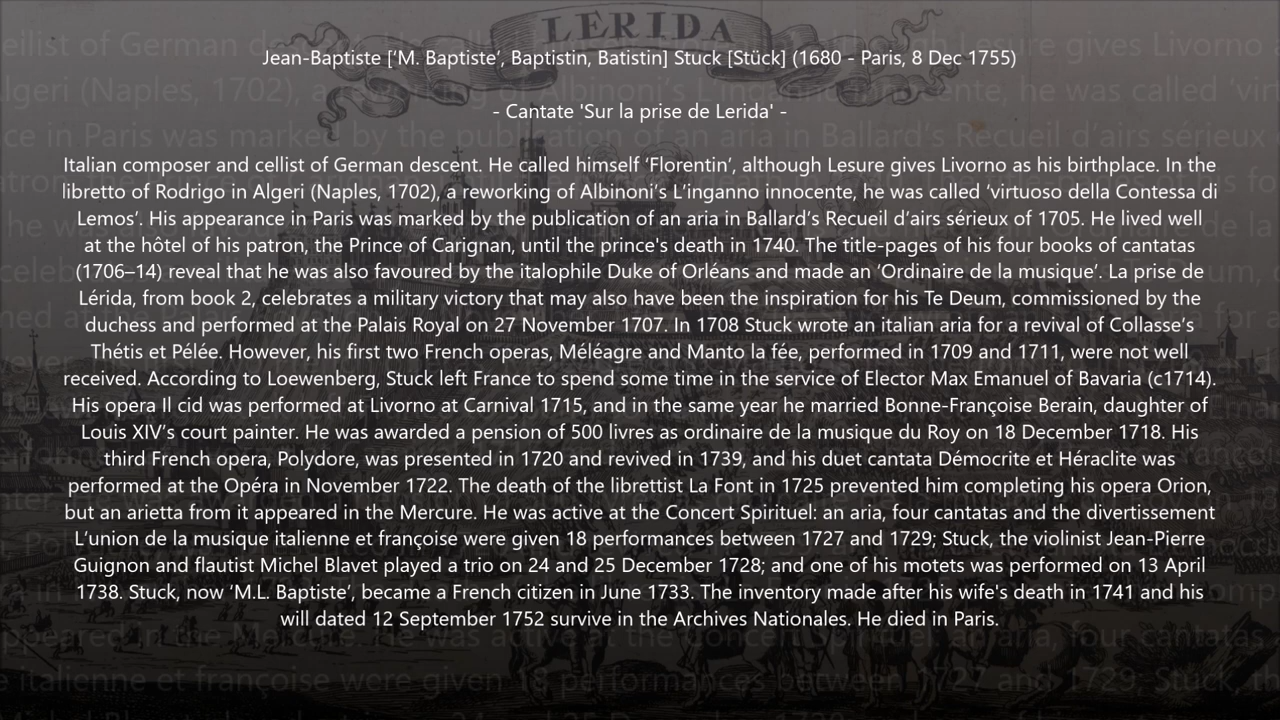 LERIDA
Jean-Baptiste [‘M. Baptiste’, Baptistin, Batistin] Stuck [Stück] (1680 - Paris, 8 Dec 1755)
- Cantate 'Sur la prise de Lerida' -
Italian composer and cellist of German descent. He called himself ‘Florentin’, although Lesure gives Livorno as his birthplace. In the
libretto of Rodrigo in Algeri (Naples, 1702), a reworking of Albinoni’s L’inganno innocente, he was called ‘virtuoso della Contessa di
Lemos’. His appearance in Paris was marked by the publication of an aria in Ballard’s Recueil d’airs sérieux of 1705. He lived well
at the hôtel of his patron, the Prince of Carignan, until the prince's death in 1740. The title-pages of his four books of cantatas
(1706–14) reveal that he was also favoured by the italophile Duke of Orléans and made an ‘Ordinaire de la musique’. La prise de
Lérida, from book 2, celebrates a military victory that may also have been the inspiration for his Te Deum, commissioned by the
duchess and performed at the Palais Royal on 27 November 1707. In 1708 Stuck wrote an italian aria for a revival of Collasse’s
Thétis et Pélée. However, his first two French operas, Méléagre and Manto la fée, performed in 1709 and 1711, were not well
received. According to Loewenberg, Stuck left France to spend some time in the service of Elector Max Emanuel of Bavaria (c1714).
His opera Il cid was performed at Livorno at Carnival 1715, and in the same year he married Bonne-Françoise Berain, daughter of
Louis XIV’s court painter. He was awarded a pension of 500 livres as ordinaire de la musique du Roy on 18 December 1718. His
third French opera, Polydore, was presented in 1720 and revived in 1739, and his duet cantata Démocrite et Héraclite was
performed at the Opéra in November 1722. The death of the librettist La Font in 1725 prevented him completing his opera Orion,
but an arietta from it appeared in the Mercure. He was active at the Concert Spirituel: an aria, four cantatas and the divertissement
L’union de la musique italienne et françoise were given 18 performances between 1727 and 1729; Stuck, the violinist Jean-Pierre
Guignon and flautist Michel Blavet played a trio on 24 and 25 December 1728; and one of his motets was performed on 13 April
1738. Stuck, now ‘M.L. Baptiste’, became a French citizen in June 1733. The inventory made after his wife's death in 1741 and his
will dated 12 September 1752 survive in the Archives Nationales. He died in Paris.